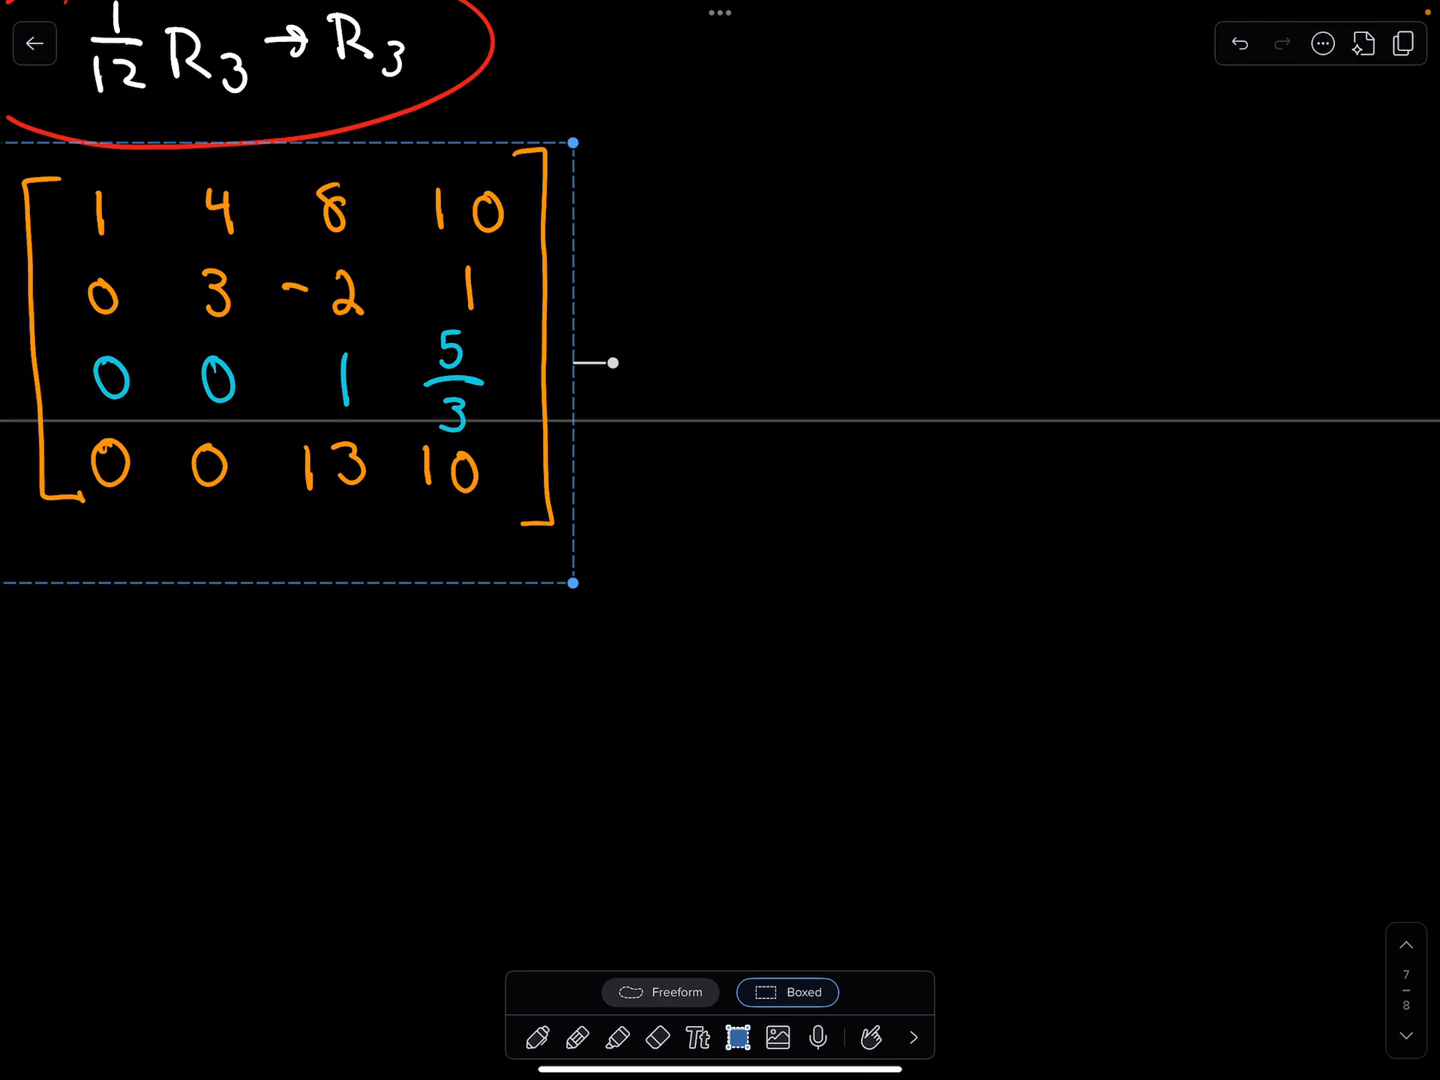 1/12 R3 → R3
1 4 8 10
0 3 -2 1
0 0 1 5/3
0 0 13 10
7
8
Freeform Boxed
Tt